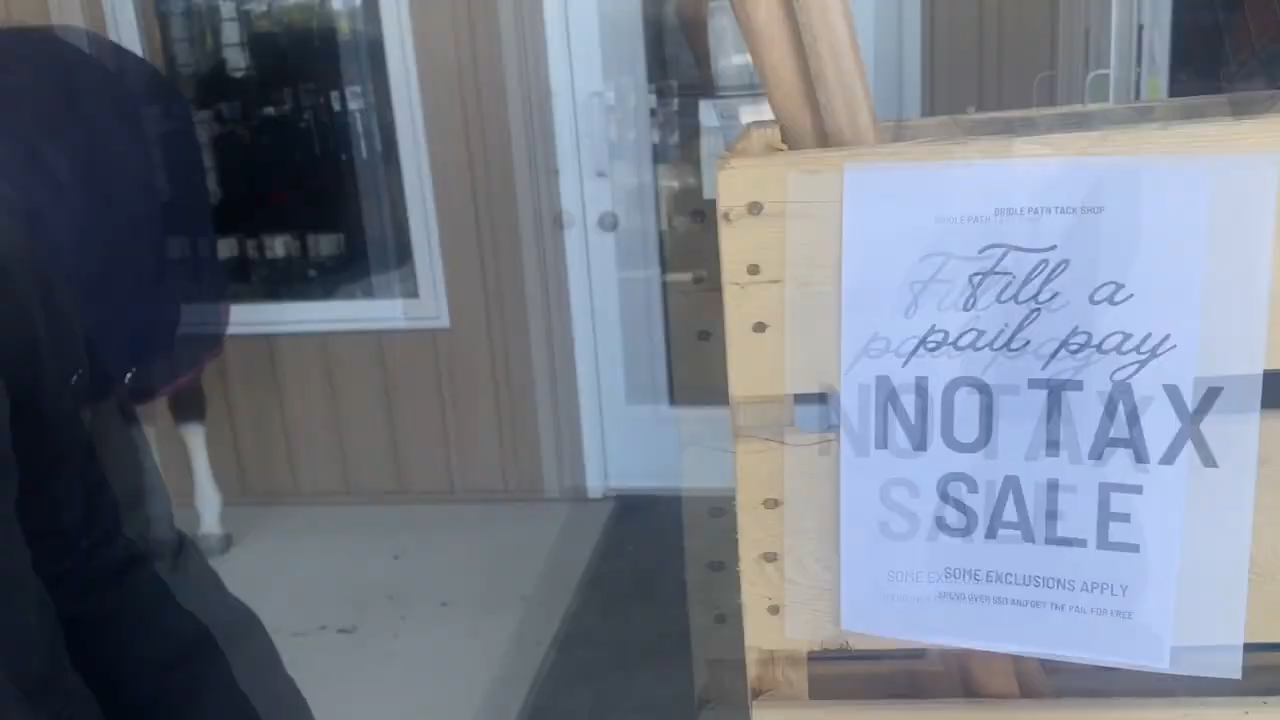 BRIDLE PATH TACK SHOP
Fill a
pail pay
NO TAX
SALE
SOME EXCLUSIONS APPLY
SPEND OVER $50 AND GET THE PAIL FOR FREE